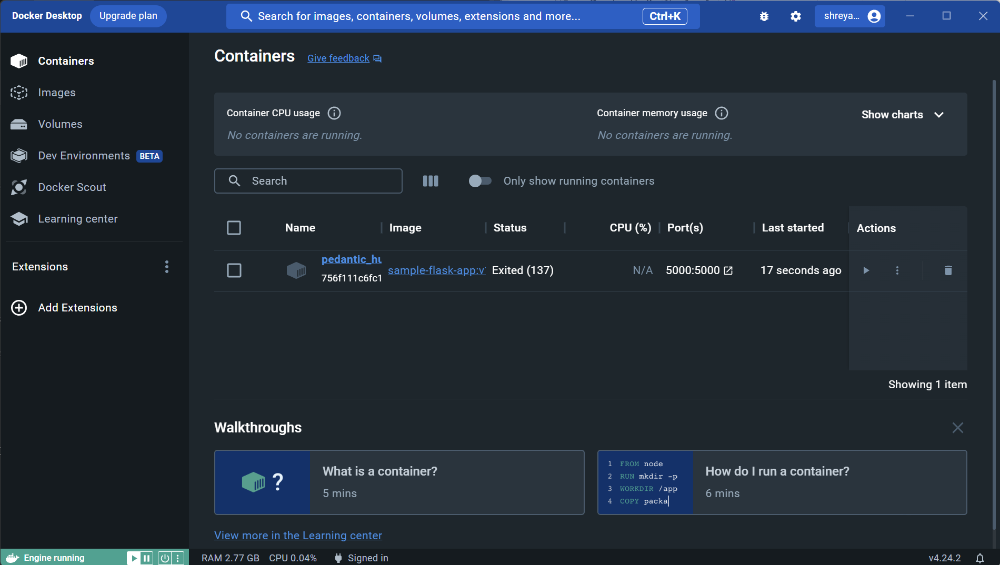 Docker Desktop
Upgrade plan
Search for images, containers, volumes, extensions and more...
Ctrl+K
shreya...
Containers
Images
Volumes
Dev Environments BETA
Docker Scout
Learning center
Extensions
Add Extensions
Containers
Give feedback
Container CPU usage
No containers are running.
Container memory usage
No containers are running.
Show charts
Search
Only show running containers
Name Image Status CPU (%) Port(s) Last started Actions
pedantic_hu
756f111c6fc1
sample-flask-app:v
Exited (137)
N/A
5000:5000
17 seconds ago
Showing 1 item
Walkthroughs
?
What is a container?
5 mins
1 FROM node
2 RUN mkdir -p
3 WORKDIR /app
4 COPY packa
How do I run a container?
6 mins
View more in the Learning center
Engine running
RAM 2.77 GB CPU 0.04% Signed in
v4.24.2